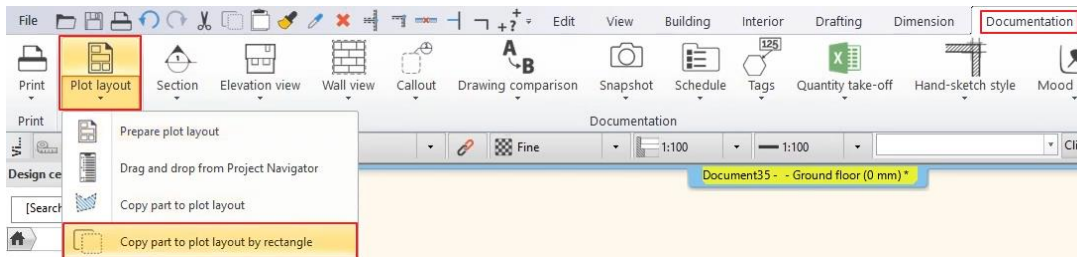 File Edit View Building Interior Drafting Dimension Documentation
Print Plot layout Section Elevation view Wall view Callout Drawing comparison Snapshot Schedule Tags Quantity take-off Hand-sketch style Mood
Print Documentation
Prepare plot layout
Fine 1:100 1:100 Cli
Drag and drop from Project Navigator
Design ce Document35 - - Ground floor (0 mm) *
[Search
Copy part to plot layout
Copy part to plot layout by rectangle